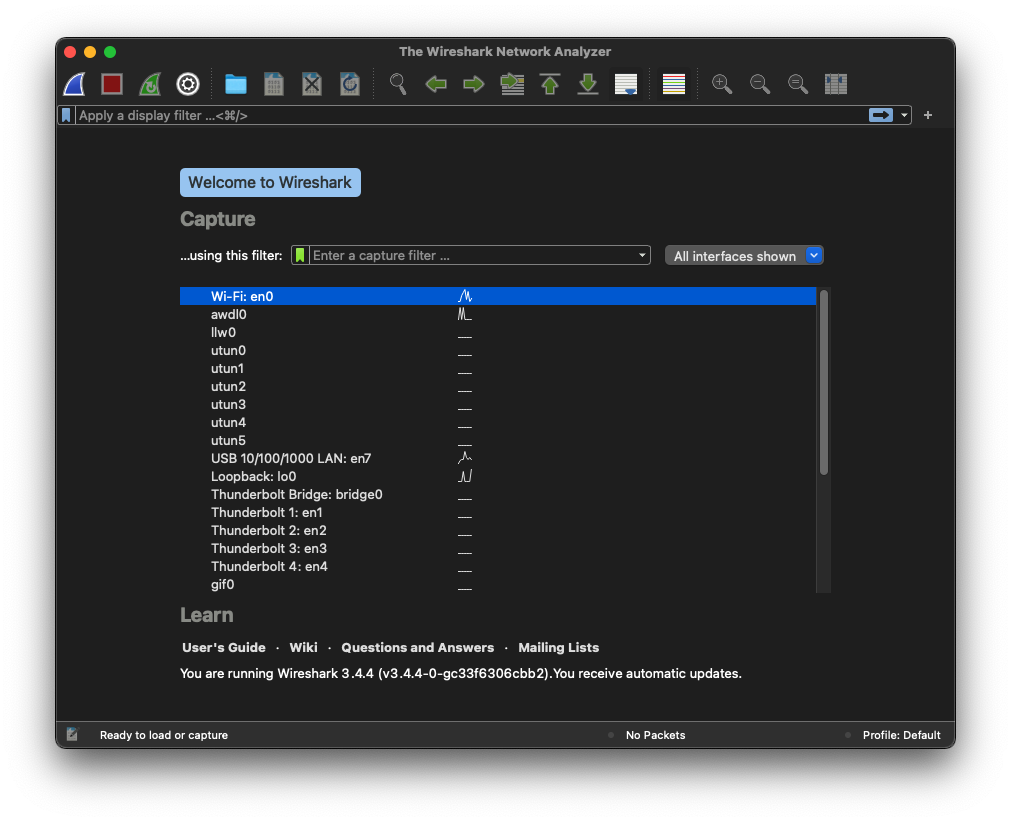 The Wireshark Network Analyzer
Apply a display filter ...<⌘/>
+
Welcome to Wireshark
Capture
...using this filter: Enter a capture filter ... All interfaces shown
Wi-Fi: en0
awdl0
llw0
utun0
utun1
utun2
utun3
utun4
utun5
USB 10/100/1000 LAN: en7
Loopback: lo0
Thunderbolt Bridge: bridge0
Thunderbolt 1: en1
Thunderbolt 2: en2
Thunderbolt 3: en3
Thunderbolt 4: en4
gif0
Learn
User's Guide · Wiki · Questions and Answers · Mailing Lists
You are running Wireshark 3.4.4 (v3.4.4-0-gc33f6306cbb2).You receive automatic updates.
Ready to load or capture No Packets Profile: Default